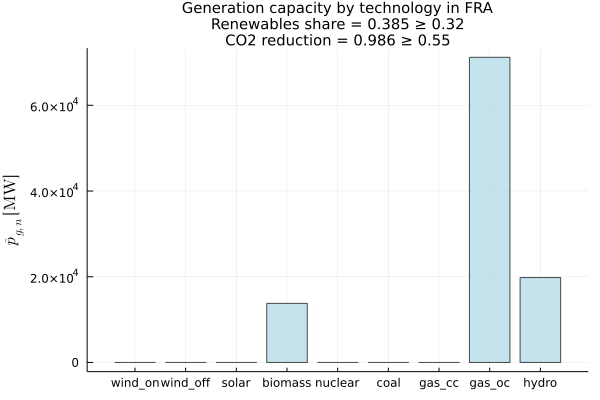 Generation capacity by technology in FRA
Renewables share = 0.385 ≥ 0.32
CO2 reduction = 0.986 ≥ 0.55
p̄g,n [MW]
6.0×10⁴
4.0×10⁴
2.0×10⁴
0
wind_on wind_off solar biomass nuclear coal gas_cc gas_oc hydro